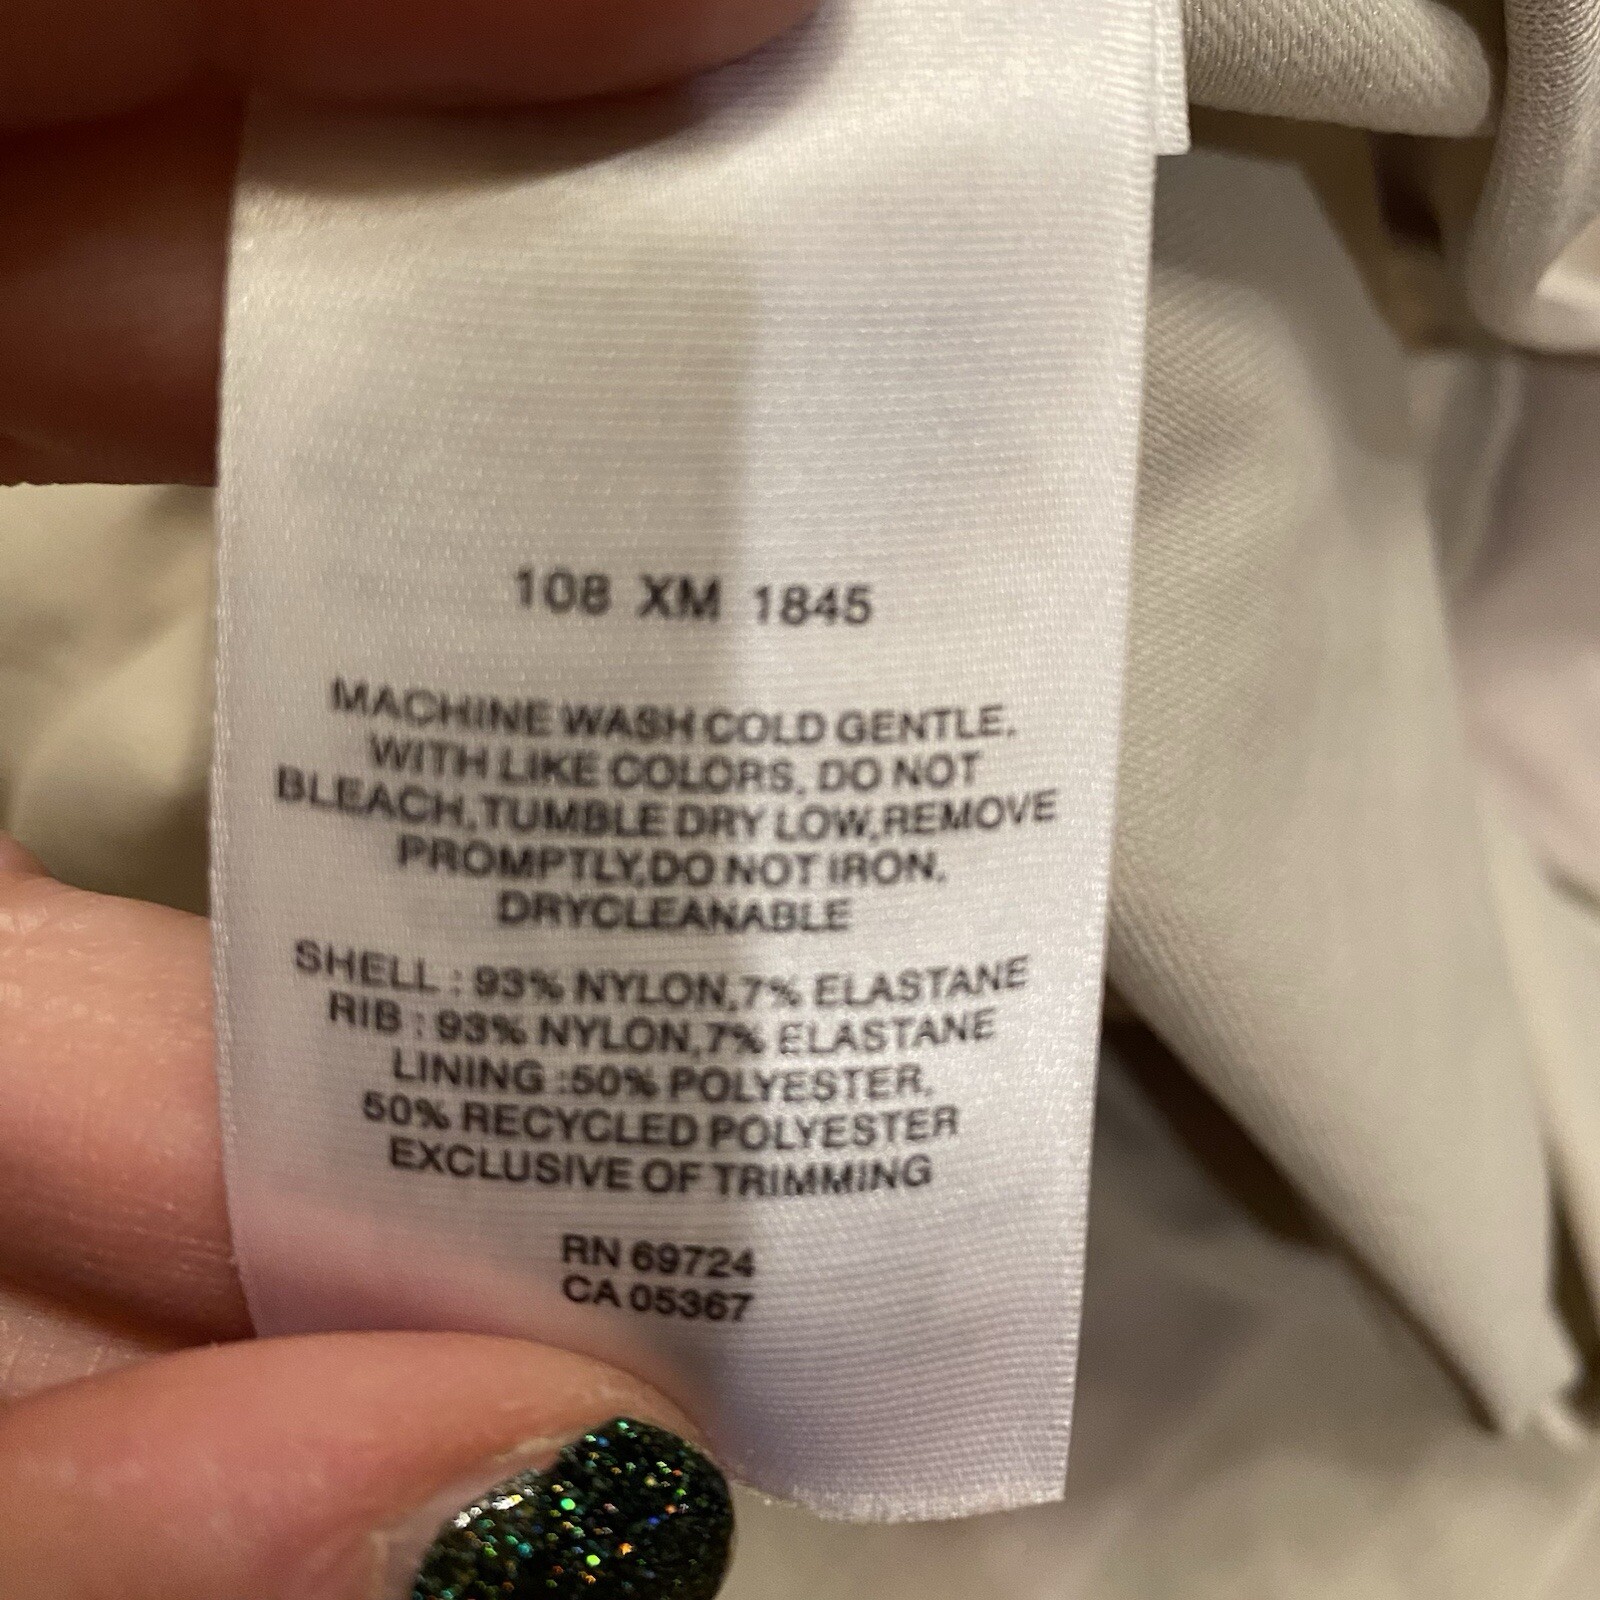 108 XM 1845
MACHINE WASH COLD GENTLE,
WITH LIKE COLORS, DO NOT
BLEACH,TUMBLE DRY LOW,REMOVE
PROMPTLY,DO NOT IRON,
DRYCLEANABLE
SHELL : 93% NYLON,7% ELASTANE
RIB : 93% NYLON,7% ELASTANE
LINING :50% POLYESTER,
50% RECYCLED POLYESTER
EXCLUSIVE OF TRIMMING
RN 69724
CA 05367